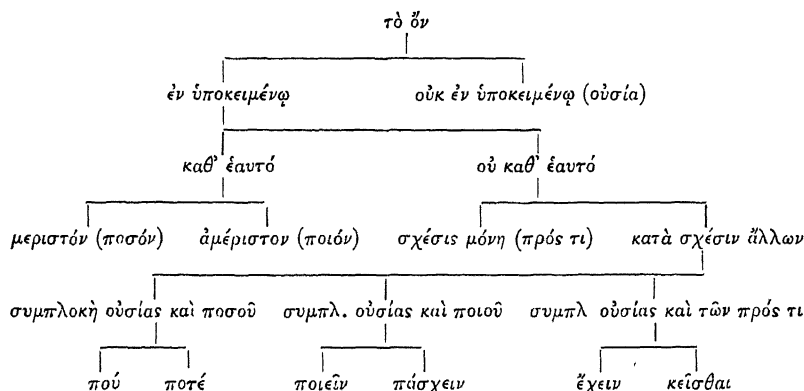 τὸ ὄν
ἐν ὑποκειμένῳ οὐκ ἐν ὑποκειμένῳ (οὐσία)
καθ' ἑαυτό οὐ καθ' ἑαυτό
μεριστόν (ποσόν) ἀμέριστον (ποιόν) σχέσις μόνη (πρός τι) κατὰ σχέσιν ἄλλων
συμπλοκὴ οὐσίας καὶ ποσοῦ συμπλ. οὐσίας καὶ ποιοῦ συμπλ οὐσίας καὶ τῶν πρός τι
πού ποτέ ποιεῖν πάσχειν ἔχειν κεῖσθαι